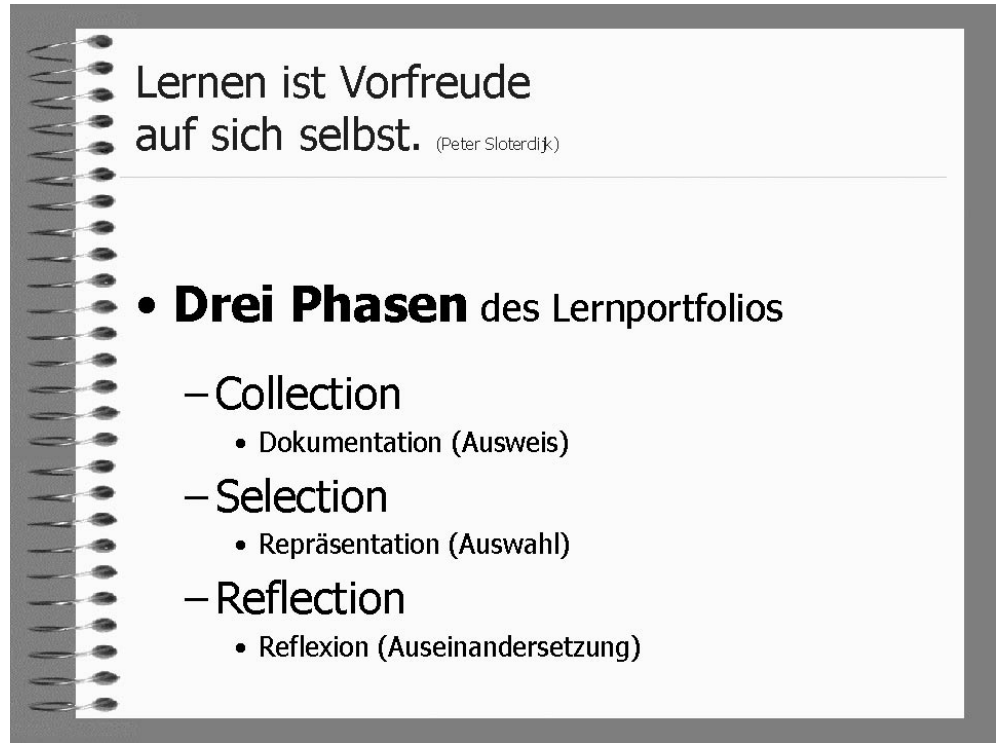 Lernen ist Vorfreude
auf sich selbst. (Peter Sloterdijk)
• Drei Phasen des Lernportfolios
– Collection
• Dokumentation (Ausweis)
– Selection
• Repräsentation (Auswahl)
– Reflection
• Reflexion (Auseinandersetzung)